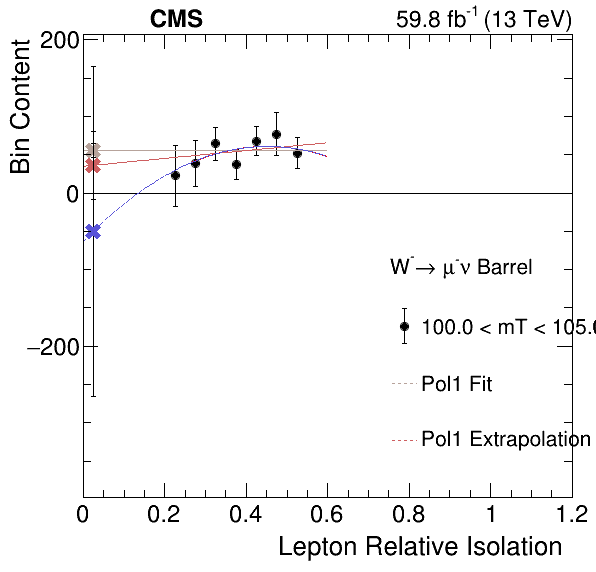 CMS 59.8 fb⁻¹ (13 TeV)
Bin Content
200
0
−200
W⁻→ μ⁻ν Barrel
100.0 < mT < 105.0
Pol1 Fit
Pol1 Extrapolation
0 0.2 0.4 0.6 0.8 1 1.2
Lepton Relative Isolation